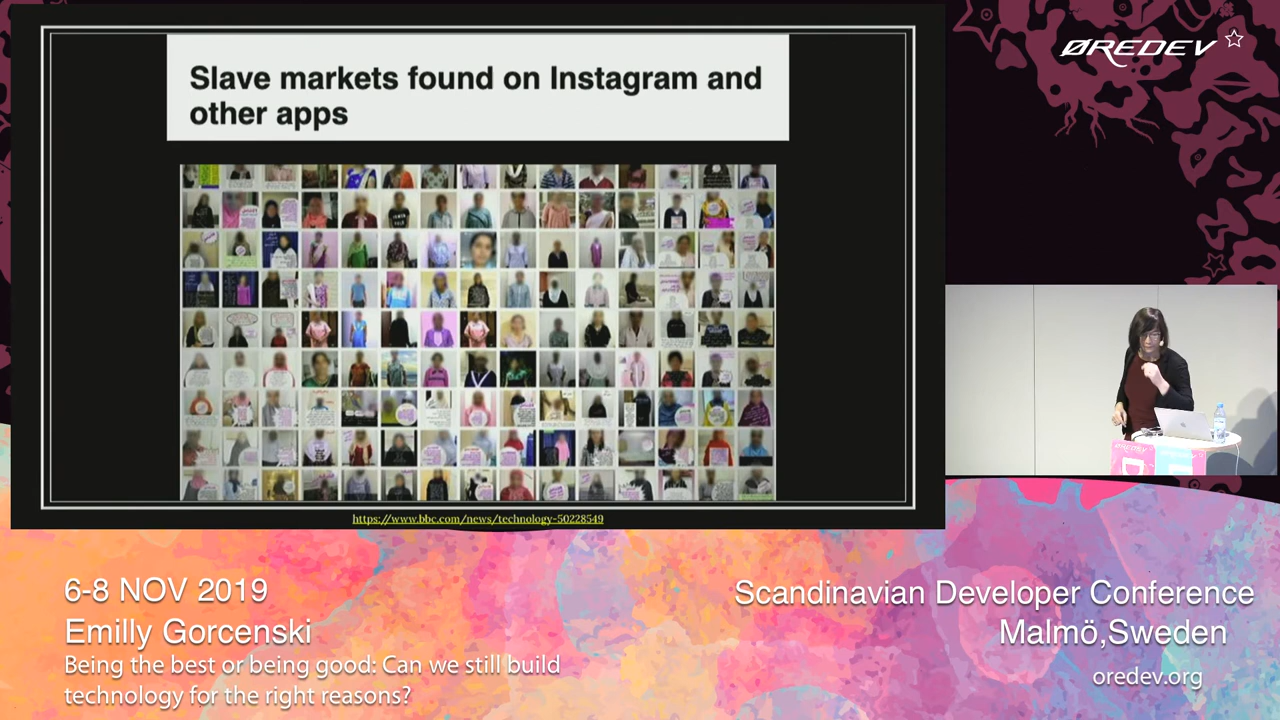 ØREDEV
Slave markets found on Instagram and
other apps
https://www.bbc.com/news/technology-50228549
6-8 NOV 2019
Emilly Gorcenski
Being the best or being good: Can we still build
technology for the right reasons?
Scandinavian Developer Conference
Malmö,Sweden
oredev.org